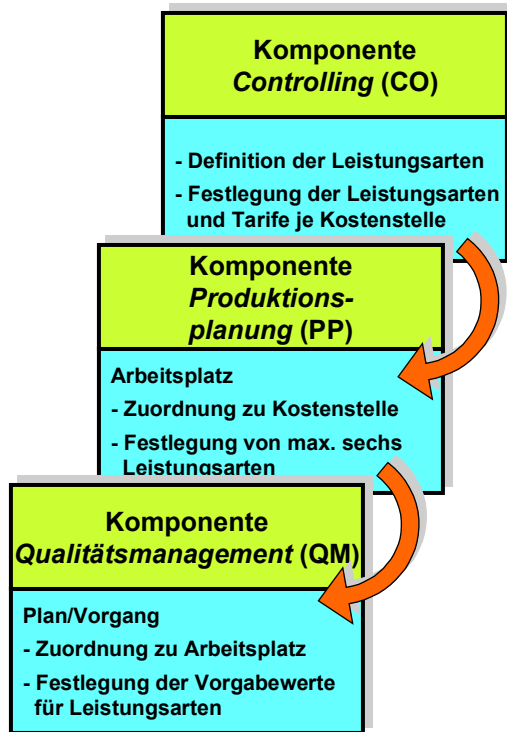 Komponente
Controlling (CO)
- Definition der Leistungsarten
- Festlegung der Leistungsarten
und Tarife je Kostenstelle
Komponente
Produktions-
planung (PP)
Arbeitsplatz
- Zuordnung zu Kostenstelle
- Festlegung von max. sechs
Leistungsarten
Komponente
Qualitätsmanagement (QM)
Plan/Vorgang
- Zuordnung zu Arbeitsplatz
- Festlegung der Vorgabewerte
für Leistungsarten